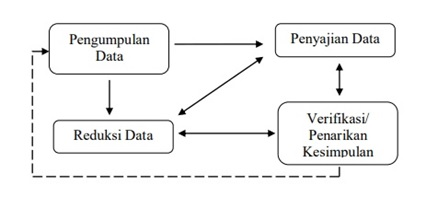 Pengumpulan
Data
Penyajian Data
Reduksi Data
Verifikasi/
Penarikan
Kesimpulan